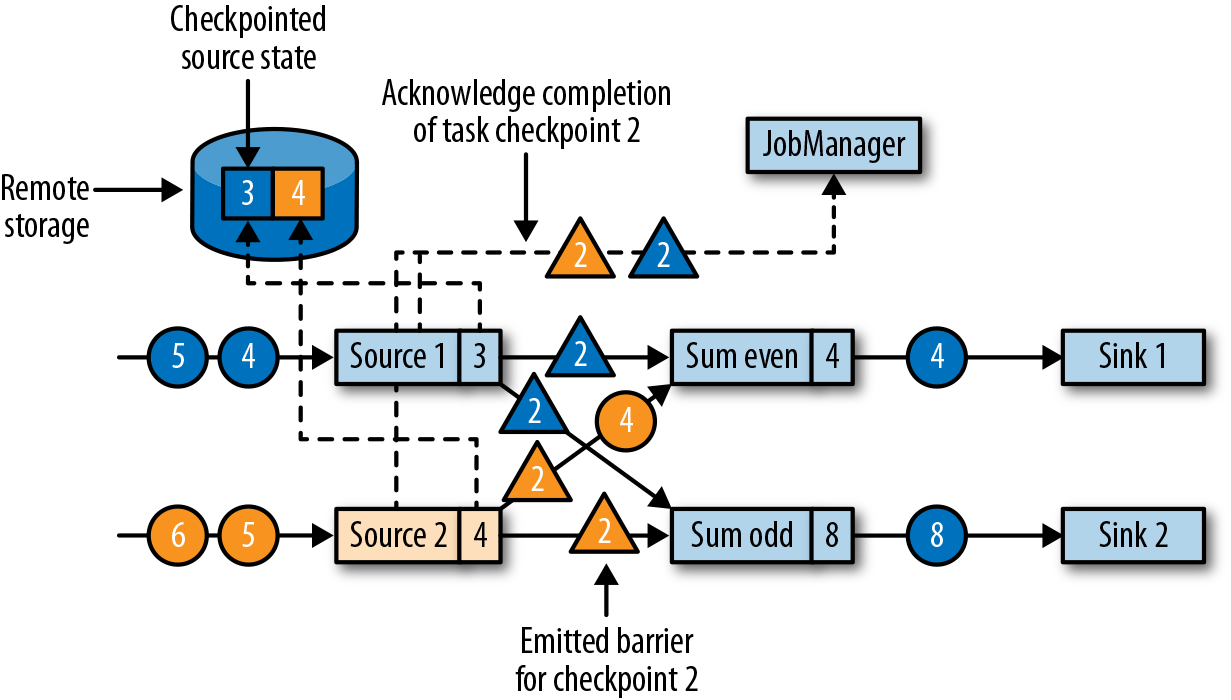 Checkpointed
source state
Acknowledge completion
of task checkpoint 2
JobManager
Remote
storage
3 4
2 2
5 4 Source 1 3 2 Sum even 4 4 Sink 1
2 4
2
6 5 Source 2 4 2 Sum odd 8 8 Sink 2
Emitted barrier
for checkpoint 2